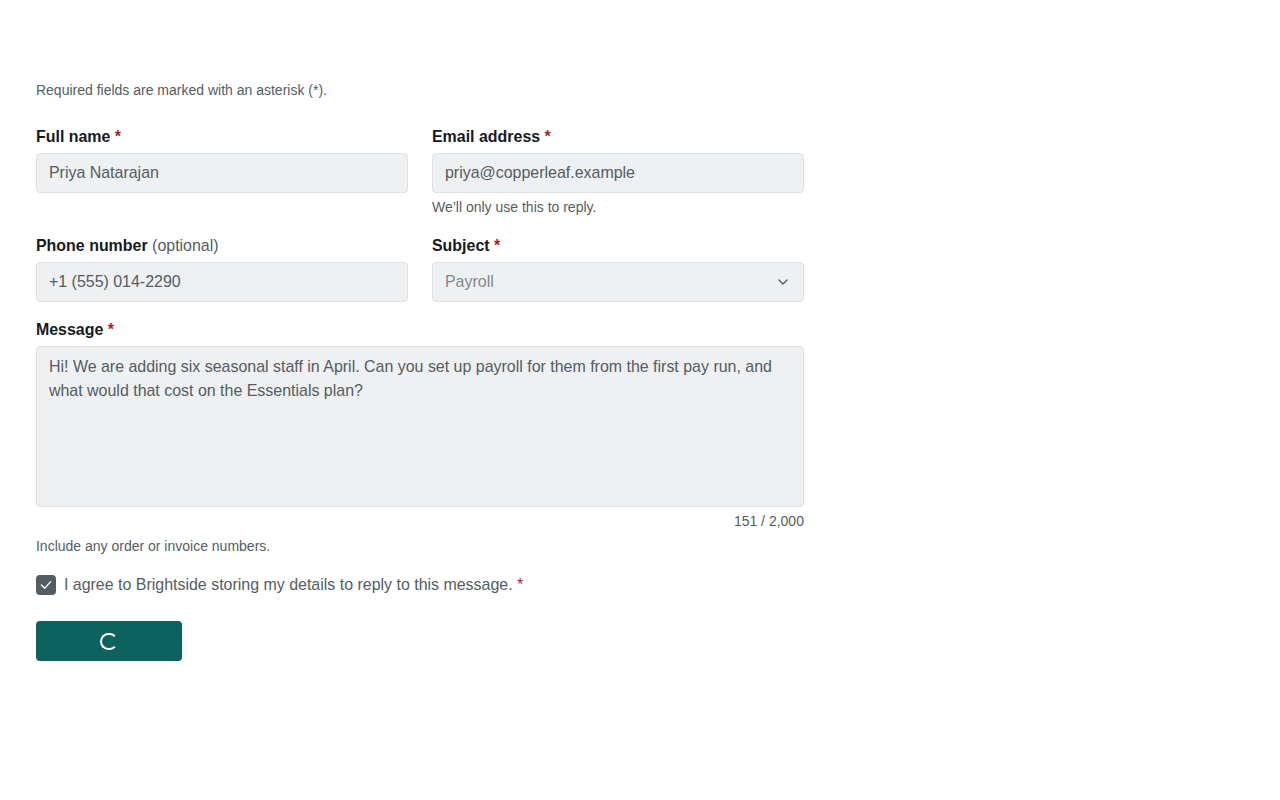 Required fields are marked with an asterisk (*).
Full name *
Email address *
Priya Natarajan
priya@copperleaf.example
We'll only use this to reply.
Phone number (optional)
Subject *
+1 (555) 014-2290
Payroll
Message *
Hi! We are adding six seasonal staff in April. Can you set up payroll for them from the first pay run, and
what would that cost on the Essentials plan?
151 / 2,000
Include any order or invoice numbers.
I agree to Brightside storing my details to reply to this message. *